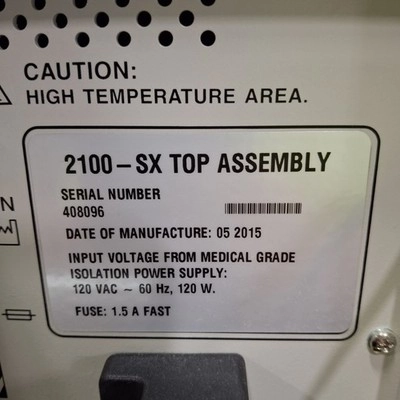 CAUTION:
HIGH TEMPERATURE AREA.
2100-SX TOP ASSEMBLY
SERIAL NUMBER
408096
DATE OF MANUFACTURE: 05 2015
INPUT VOLTAGE FROM MEDICAL GRADE
ISOLATION POWER SUPPLY:
120 VAC ~ 60 Hz, 120 W.
FUSE: 1.5 A FAST